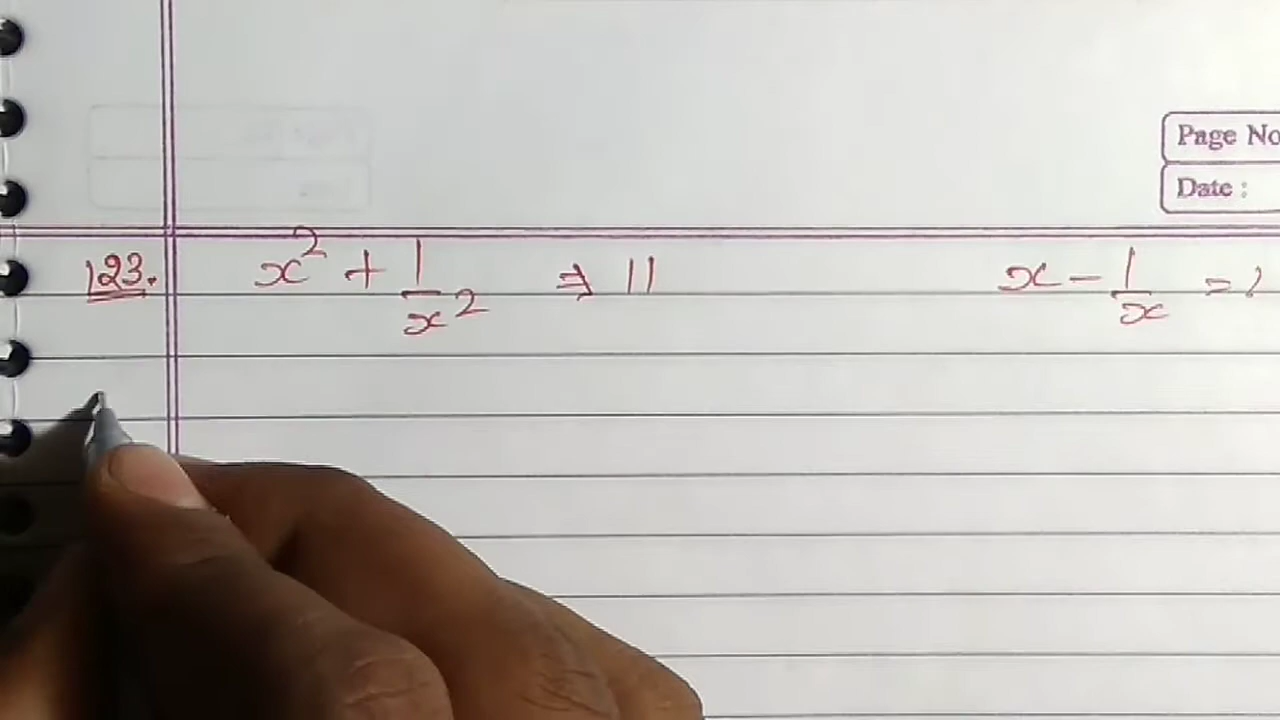 Page No
Date :
123. x² + 1/x² ⇒ 11 x - 1/x = ?